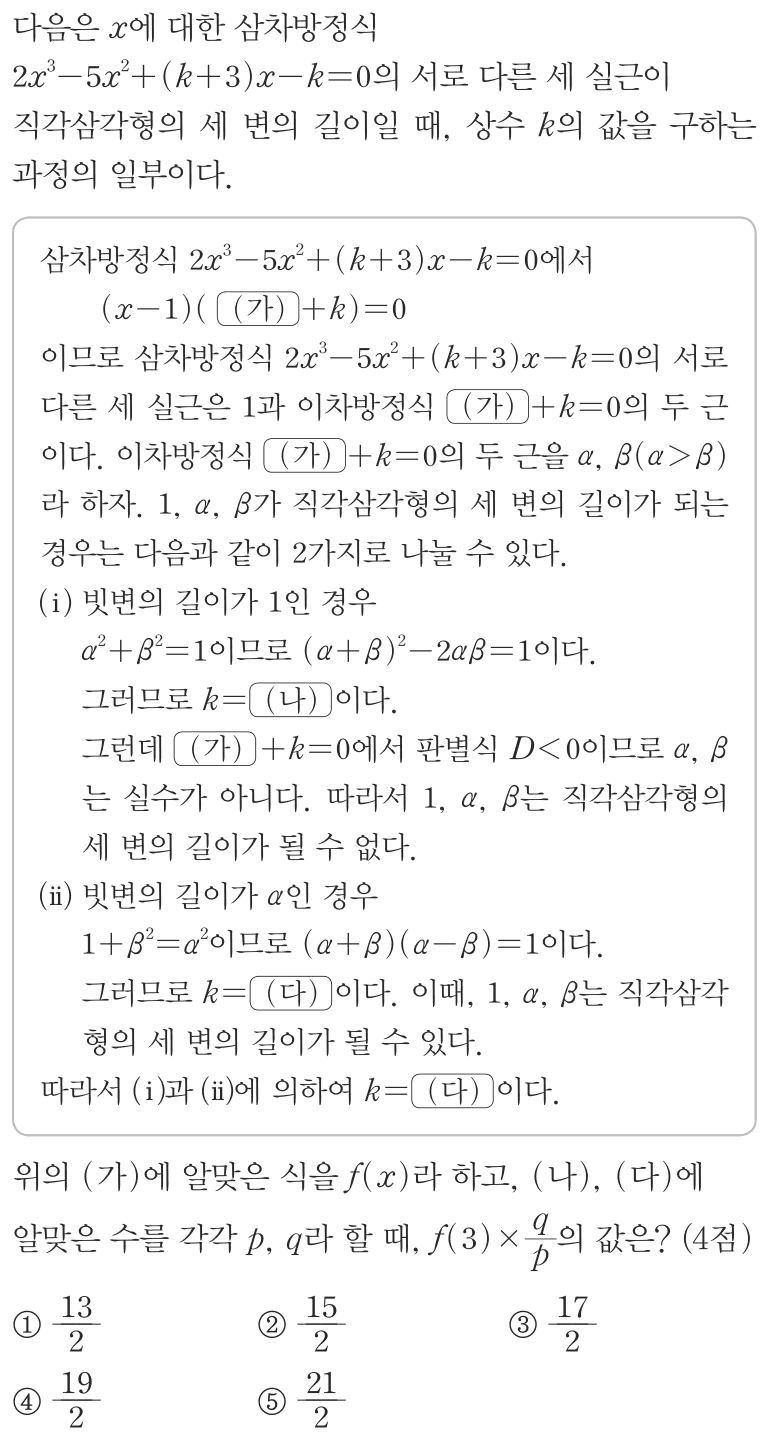 다음은 x에 대한 삼차방정식
2x³−5x²+(k+3)x−k=0의 서로 다른 세 실근이
직각삼각형의 세 변의 길이일 때, 상수 k의 값을 구하는
과정의 일부이다.
삼차방정식 2x³−5x²+(k+3)x−k=0에서
(x−1)( (가) +k)=0
이므로 삼차방정식 2x³−5x²+(k+3)x−k=0의 서로
다른 세 실근은 1과 이차방정식 (가) +k=0의 두 근
이다. 이차방정식 (가) +k=0의 두 근을 α, β(α>β)
라 하자. 1, α, β가 직각삼각형의 세 변의 길이가 되는
경우는 다음과 같이 2가지로 나눌 수 있다.
(ⅰ) 빗변의 길이가 1인 경우
α²+β²=1이므로 (α+β)²−2αβ=1이다.
그러므로 k= (나) 이다.
그런데 (가) +k=0에서 판별식 D<0이므로 α, β
는 실수가 아니다. 따라서 1, α, β는 직각삼각형의
세 변의 길이가 될 수 없다.
(ⅱ) 빗변의 길이가 α인 경우
1+β²=α²이므로 (α+β)(α−β)=1이다.
그러므로 k= (다) 이다. 이때, 1, α, β는 직각삼각
형의 세 변의 길이가 될 수 있다.
따라서 (ⅰ)과 (ⅱ)에 의하여 k= (다) 이다.
위의 (가)에 알맞은 식을 f(x)라 하고, (나), (다)에
알맞은 수를 각각 p, q라 할 때, f(3)×q/p의 값은? (4점)
① 13/2 ② 15/2 ③ 17/2
④ 19/2 ⑤ 21/2